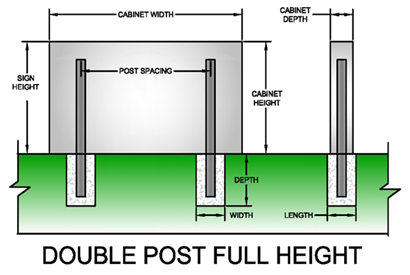 CABINET WIDTH
CABINET
DEPTH
SIGN
HEIGHT
POST SPACING
CABINET
HEIGHT
DEPTH
WIDTH
LENGTH
DOUBLE POST FULL HEIGHT